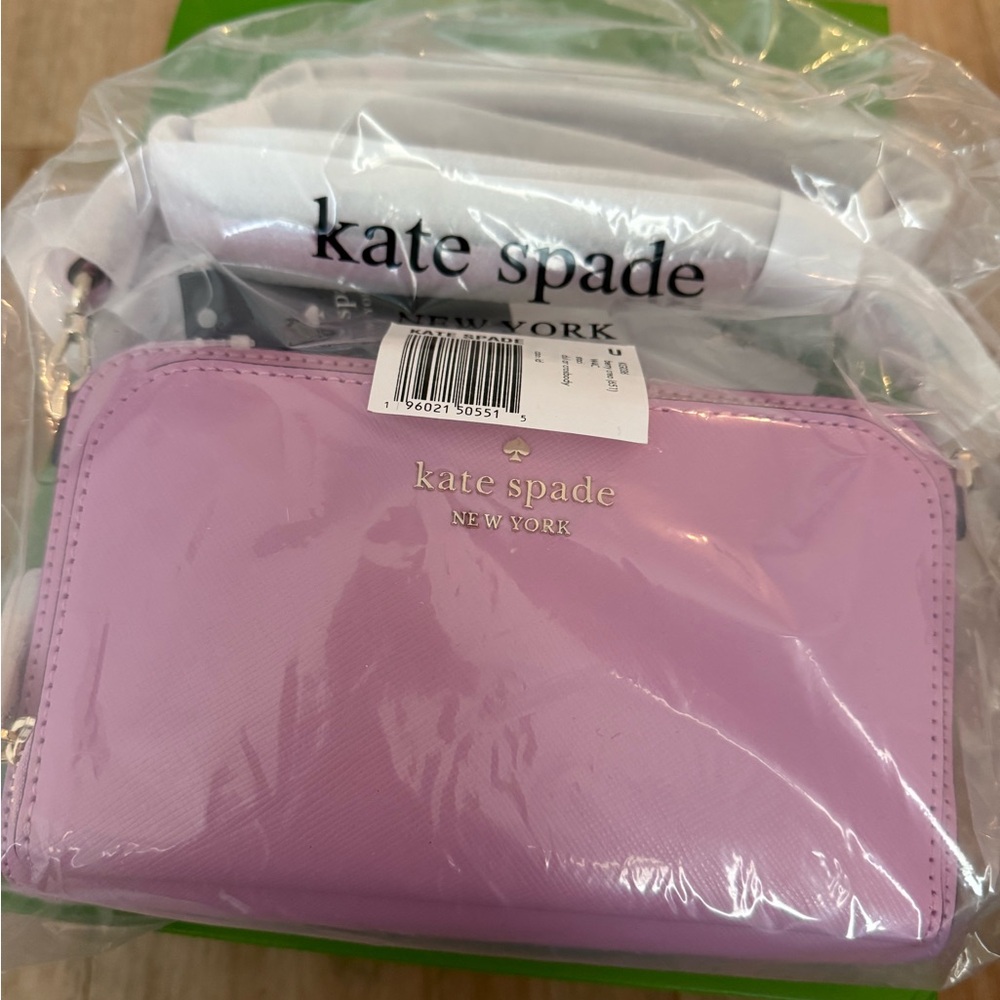 kate spade
NEW YORK
KATE SPADE
1 96021 50551 5
U
kate spade
NEW YORK